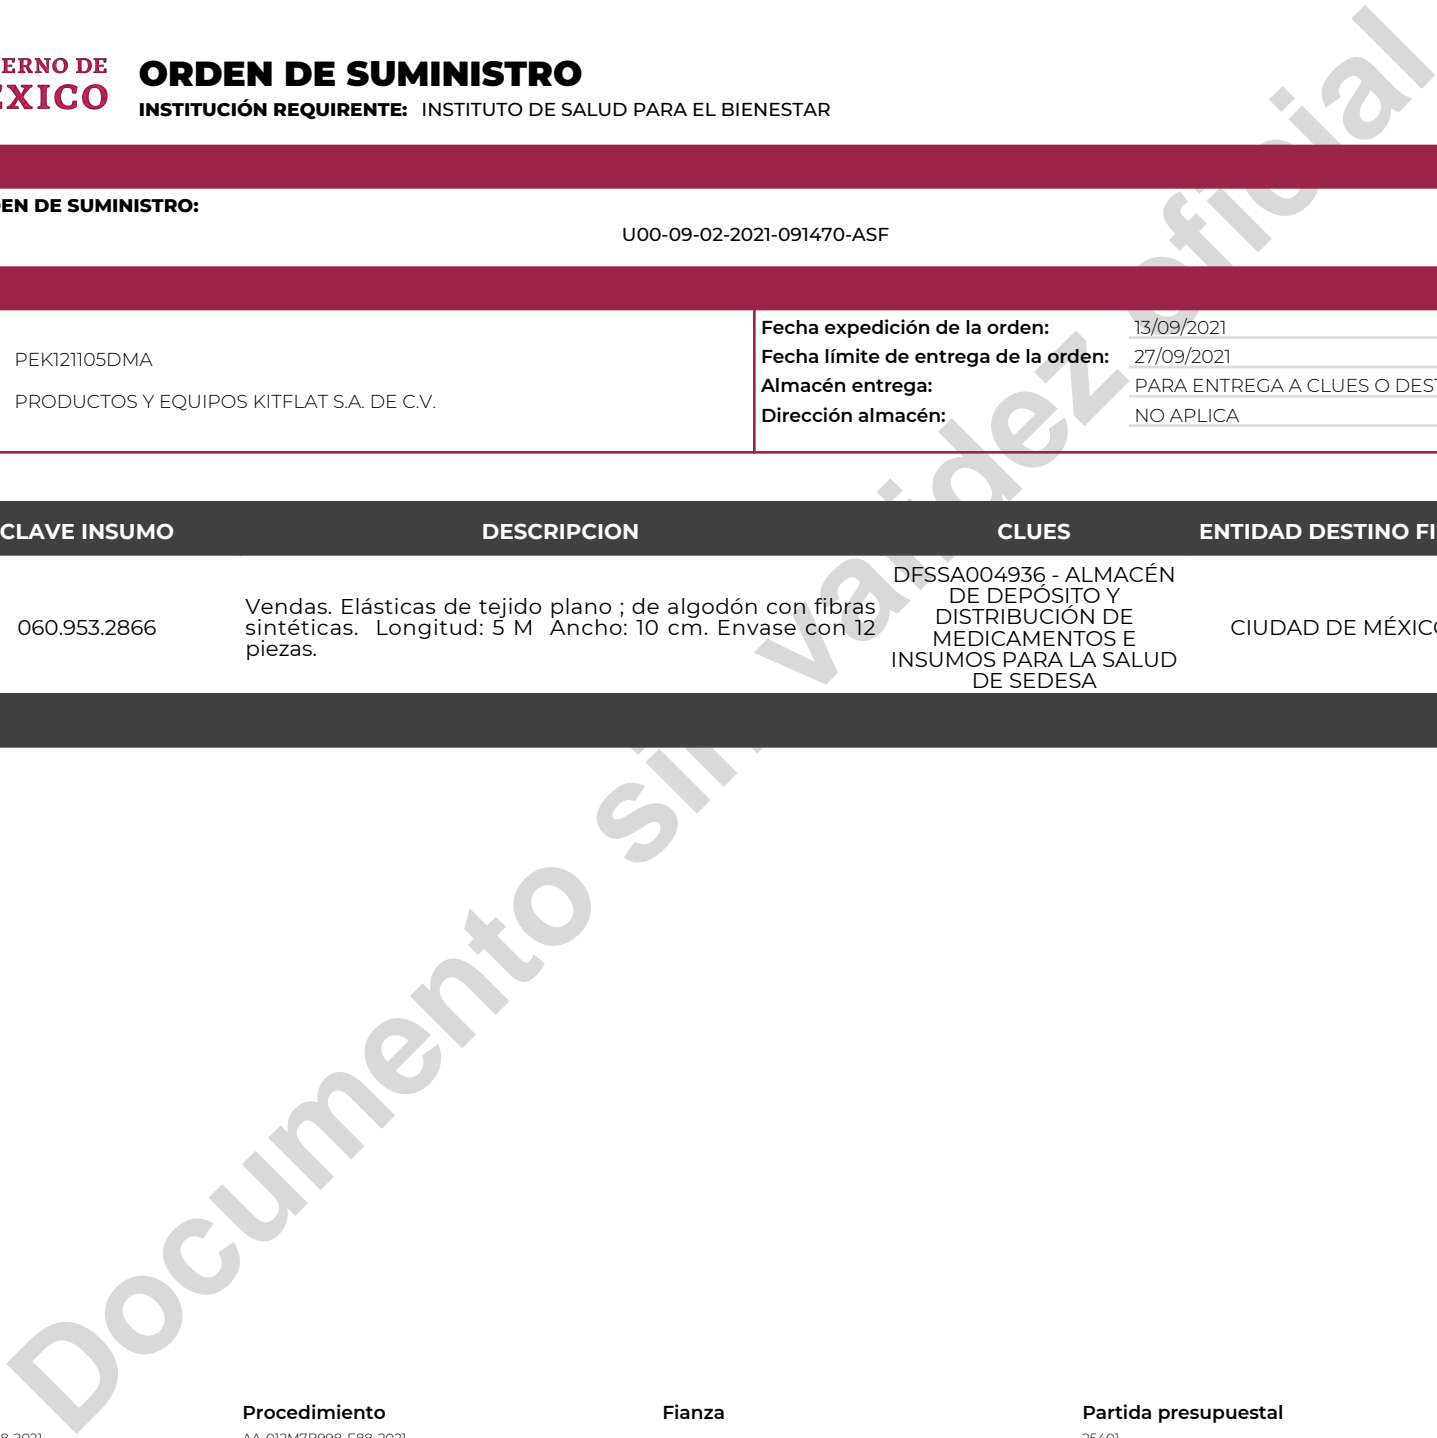 ERNO DE
ÉXICO
ORDEN DE SUMINISTRO
INSTITUCIÓN REQUIRENTE: INSTITUTO DE SALUD PARA EL BIENESTAR
EN DE SUMINISTRO:
U00-09-02-2021-091470-ASF
PEK121105DMA
PRODUCTOS Y EQUIPOS KITFLAT S.A. DE C.V.
Fecha expedición de la orden: 13/09/2021
Fecha límite de entrega de la orden: 27/09/2021
Almacén entrega: PARA ENTREGA A CLUES O DEST
Dirección almacén: NO APLICA
CLAVE INSUMO DESCRIPCION CLUES ENTIDAD DESTINO FI
060.953.2866
Vendas. Elásticas de tejido plano ; de algodón con fibras
sintéticas. Longitud: 5 M Ancho: 10 cm. Envase con 12
piezas.
DFSSA004936 - ALMACÉN
DE DEPÓSITO Y
DISTRIBUCIÓN DE
MEDICAMENTOS E
INSUMOS PARA LA SALUD
DE SEDESA
CIUDAD DE MÉXICO
Documento sin validez oficial
Procedimiento Fianza Partida presupuestal